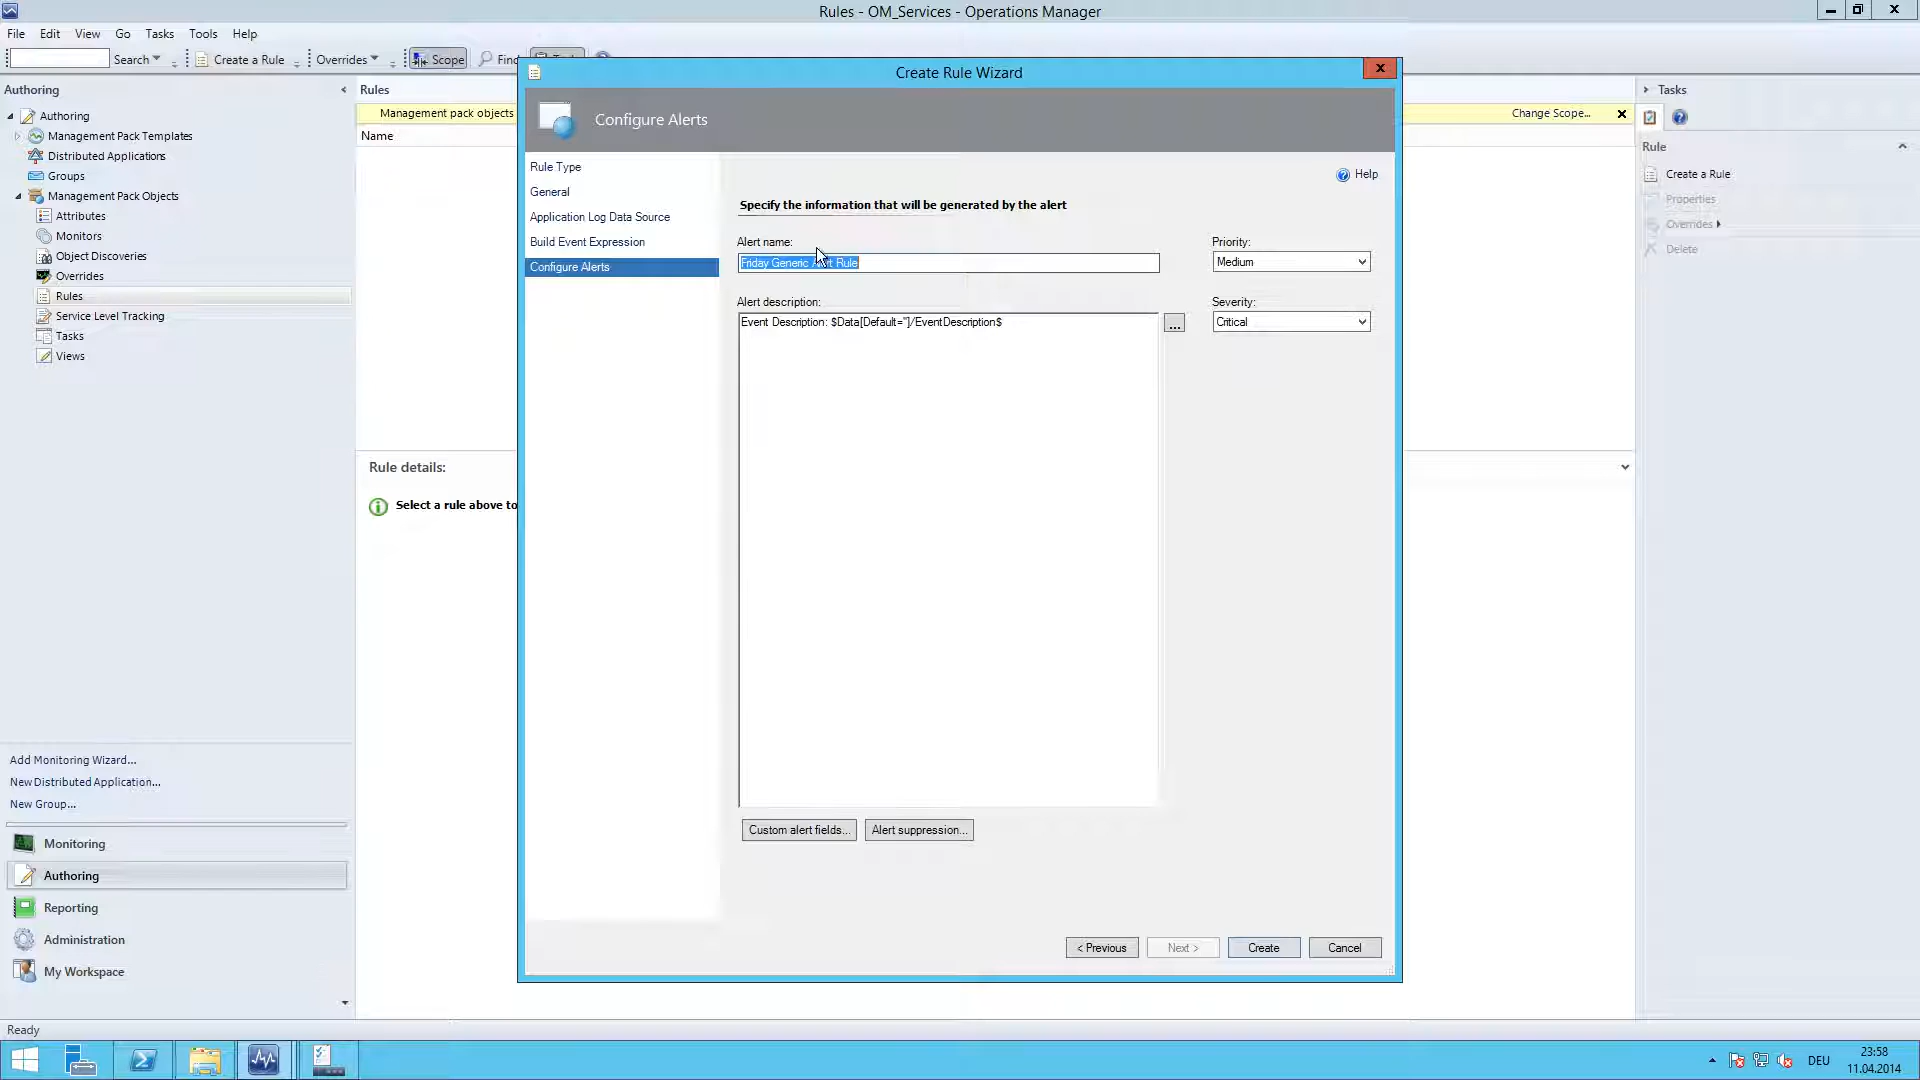 Rules - OM_Services - Operations Manager
File Edit View Go Tasks Tools Help
Search Create a Rule Overrides Scope Find
Authoring
Authoring
Management Pack Templates
Distributed Applications
Groups
Management Pack Objects
Attributes
Monitors
Object Discoveries
Overrides
Rules
Service Level Tracking
Tasks
Views
Add Monitoring Wizard...
New Distributed Application...
New Group...
Monitoring
Authoring
Reporting
Administration
My Workspace
Ready
Rules
Management pack objects
Change Scope...
Name
Rule details:
Select a rule above to
Create Rule Wizard
Configure Alerts
Rule Type
General
Application Log Data Source
Build Event Expression
Configure Alerts
Help
Specify the information that will be generated by the alert
Alert name:
Friday Generic Alert Rule
Priority:
Medium
Alert description:
Event Description: $Data[Default='']/EventDescription$
...
Severity:
Critical
Custom alert fields... Alert suppression...
< Previous Next > Create Cancel
Tasks
Rule
Create a Rule
Properties
Overrides
Delete
DEU
23:58
11.04.2014